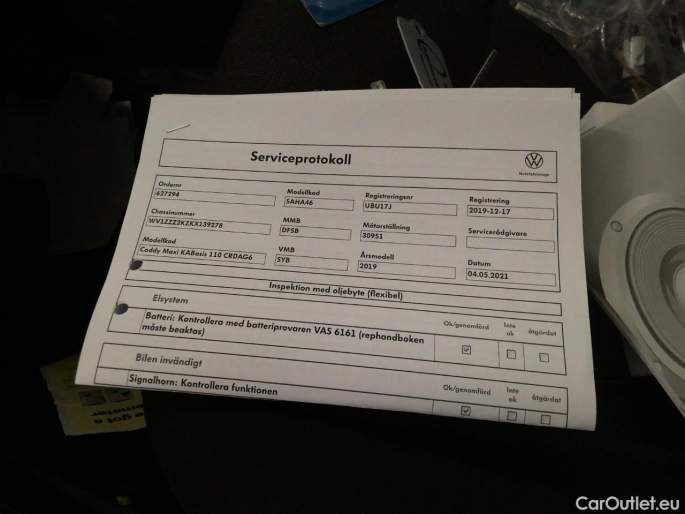 Serviceprotokoll
Ordernr Modellkod Registreringsnr Registrering
627294 SAHA46 UBU17J 2019-12-17
Chassinummer MMB Mätarställning Servicerådgivare
WV1ZZZ2KZKX139278 DFSB 30951
Modellkod VMB Årsmodell Datum
Caddy Maxi KABasis 110 CRDAG6 SYB 2019 04.05.2021
Inspektion med oljebyte (flexibel)
Elsystem Ok/genomförd Inte ok åtgärdat
Batteri: Kontrollera med batteriprovaren VAS 6161 (rephandboken
måste beaktas)
Bilen invändigt Ok/genomförd Inte ok åtgärdat
Signalhorn: Kontrollera funktionen
CarOutlet.eu